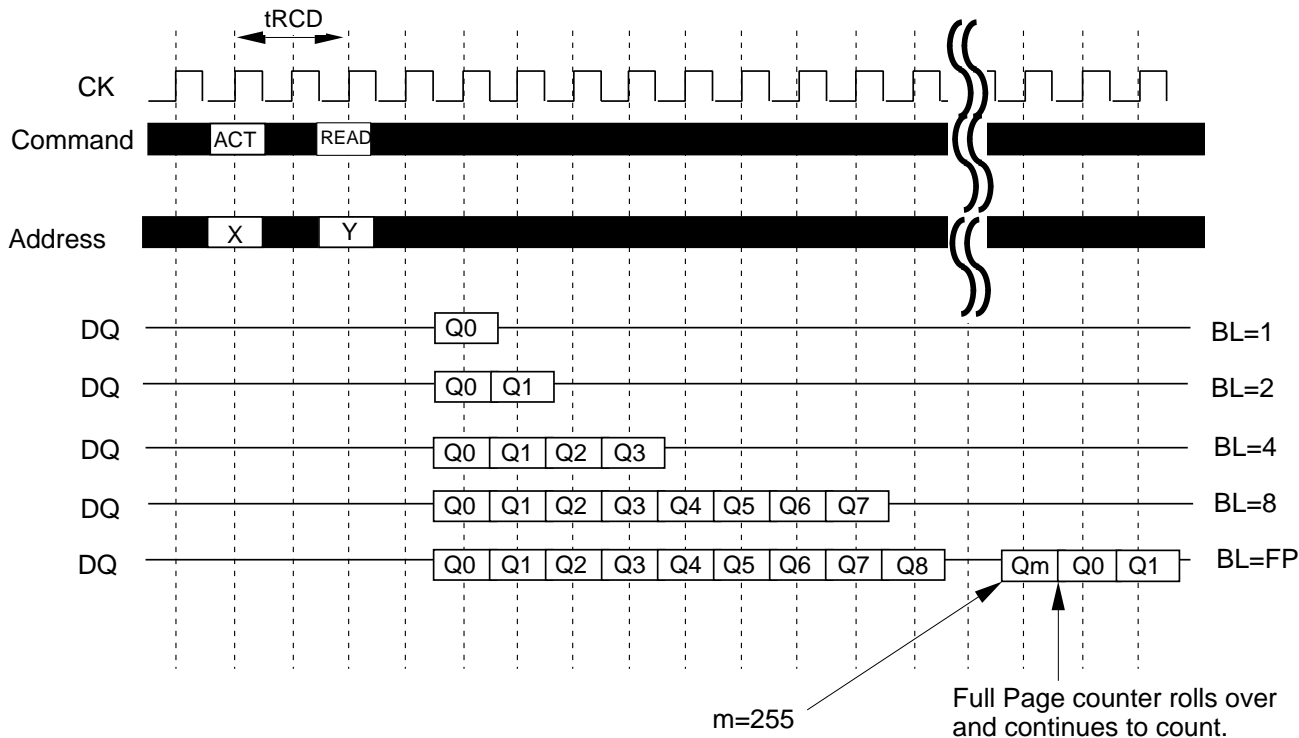 tRCD
CK
Command ACT READ
Address X Y
DQ Q0 BL=1
DQ Q0 Q1 BL=2
DQ Q0 Q1 Q2 Q3 BL=4
DQ Q0 Q1 Q2 Q3 Q4 Q5 Q6 Q7 BL=8
DQ Q0 Q1 Q2 Q3 Q4 Q5 Q6 Q7 Q8 Qm Q0 Q1 BL=FP
m=255
Full Page counter rolls over
and continues to count.